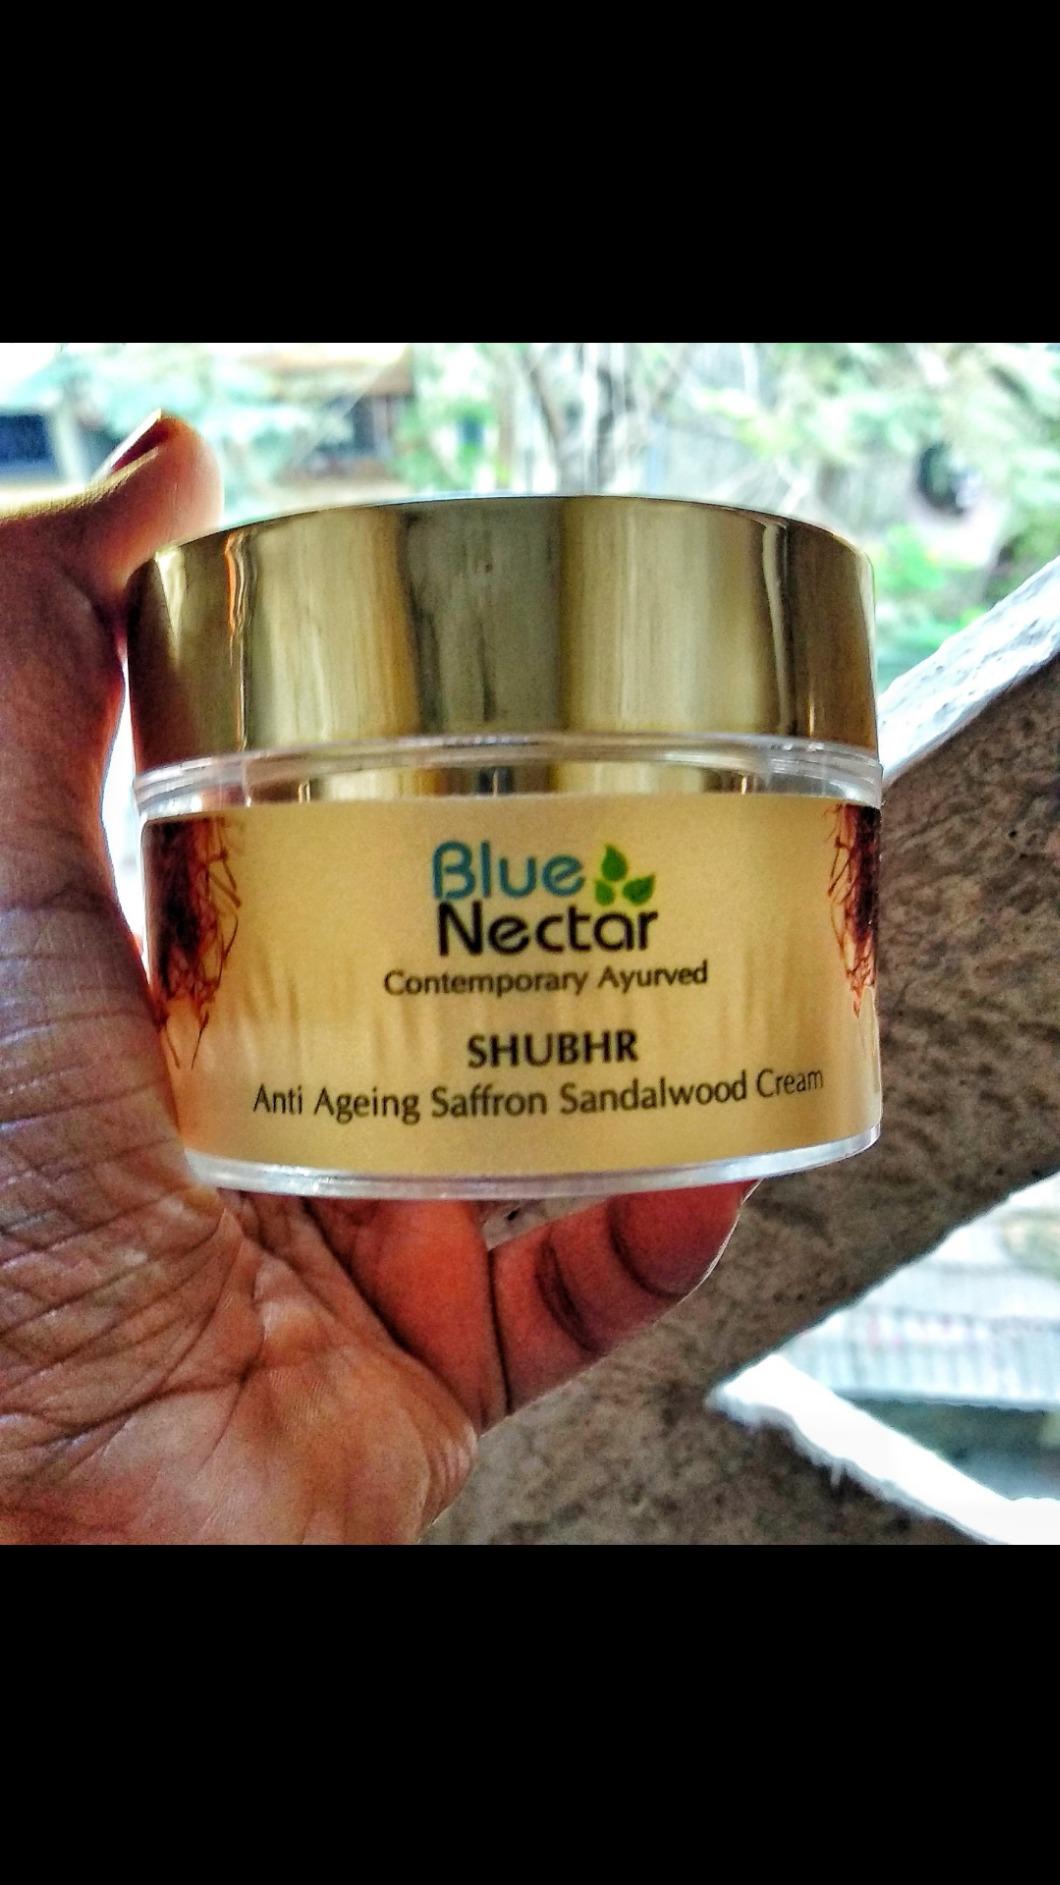 Blue
Nectar
Contemporary Ayurved
SHUBHR
Anti Ageing Saffron Sandalwood Cream